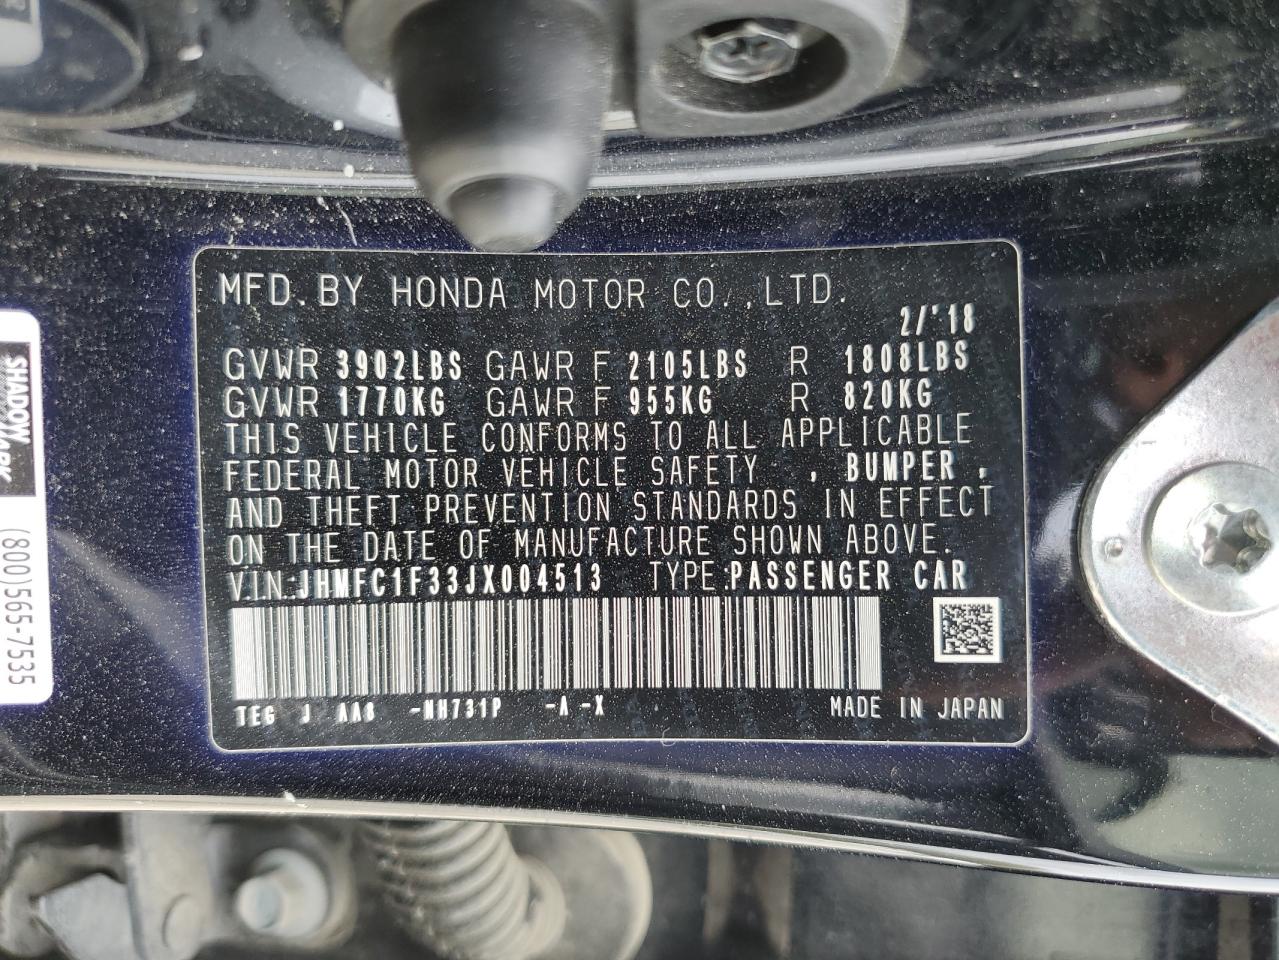 MFD. BY HONDA MOTOR CO., LTD.
2/'18
GVWR 3902LBS GAWR F 2105LBS R 1808LBS
GVWR 1770KG GAWR F 955KG R 820KG
THIS VEHICLE CONFORMS TO ALL APPLICABLE
FEDERAL MOTOR VEHICLE SAFETY , BUMPER ,
AND THEFT PREVENTION STANDARDS IN EFFECT
ON THE DATE OF MANUFACTURE SHOWN ABOVE.
V.I.N:JHMFC1F33JX004513 TYPE:PASSENGER CAR
TEG J AA8 -NH731P -A -X
MADE IN JAPAN
SHADOW
MARK
(800)565-7535